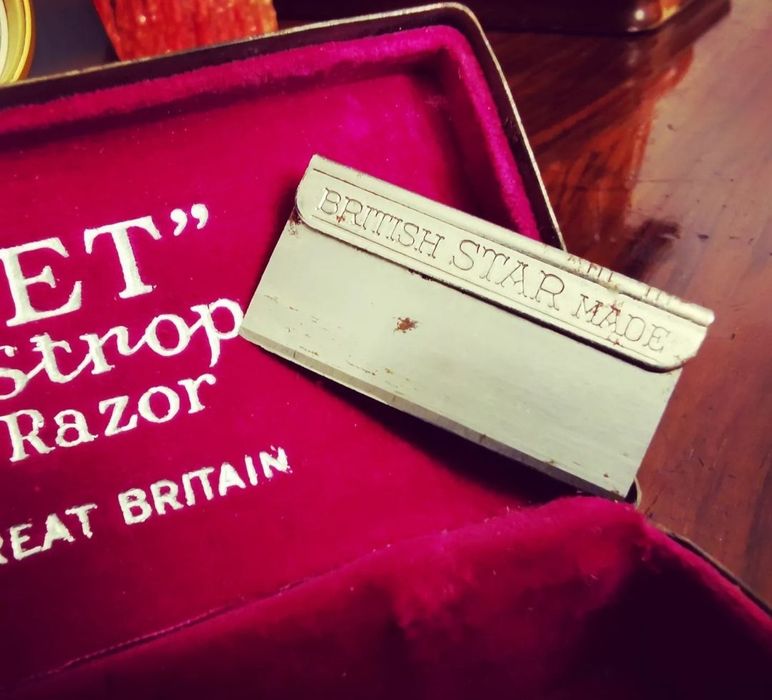 ET”
Strop
Razor
REAT BRITAIN
BRITISH STAR MADE